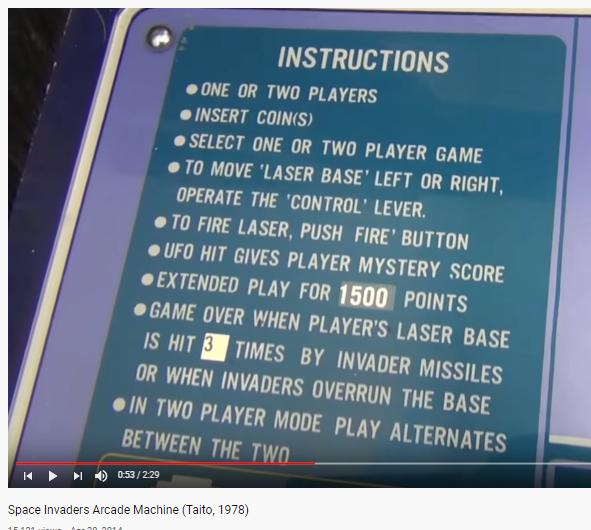 INSTRUCTIONS
● ONE OR TWO PLAYERS
● INSERT COIN(S)
● SELECT ONE OR TWO PLAYER GAME
● TO MOVE 'LASER BASE' LEFT OR RIGHT,
OPERATE THE 'CONTROL' LEVER.
● TO FIRE LASER, PUSH FIRE' BUTTON
● UFO HIT GIVES PLAYER MYSTERY SCORE
● EXTENDED PLAY FOR 1500 POINTS
● GAME OVER WHEN PLAYER'S LASER BASE
IS HIT 3 TIMES BY INVADER MISSILES
OR WHEN INVADERS OVERRUN THE BASE
● IN TWO PLAYER MODE PLAY ALTERNATES
BETWEEN THE TWO
0:53 / 2:29
Space Invaders Arcade Machine (Taito, 1978)